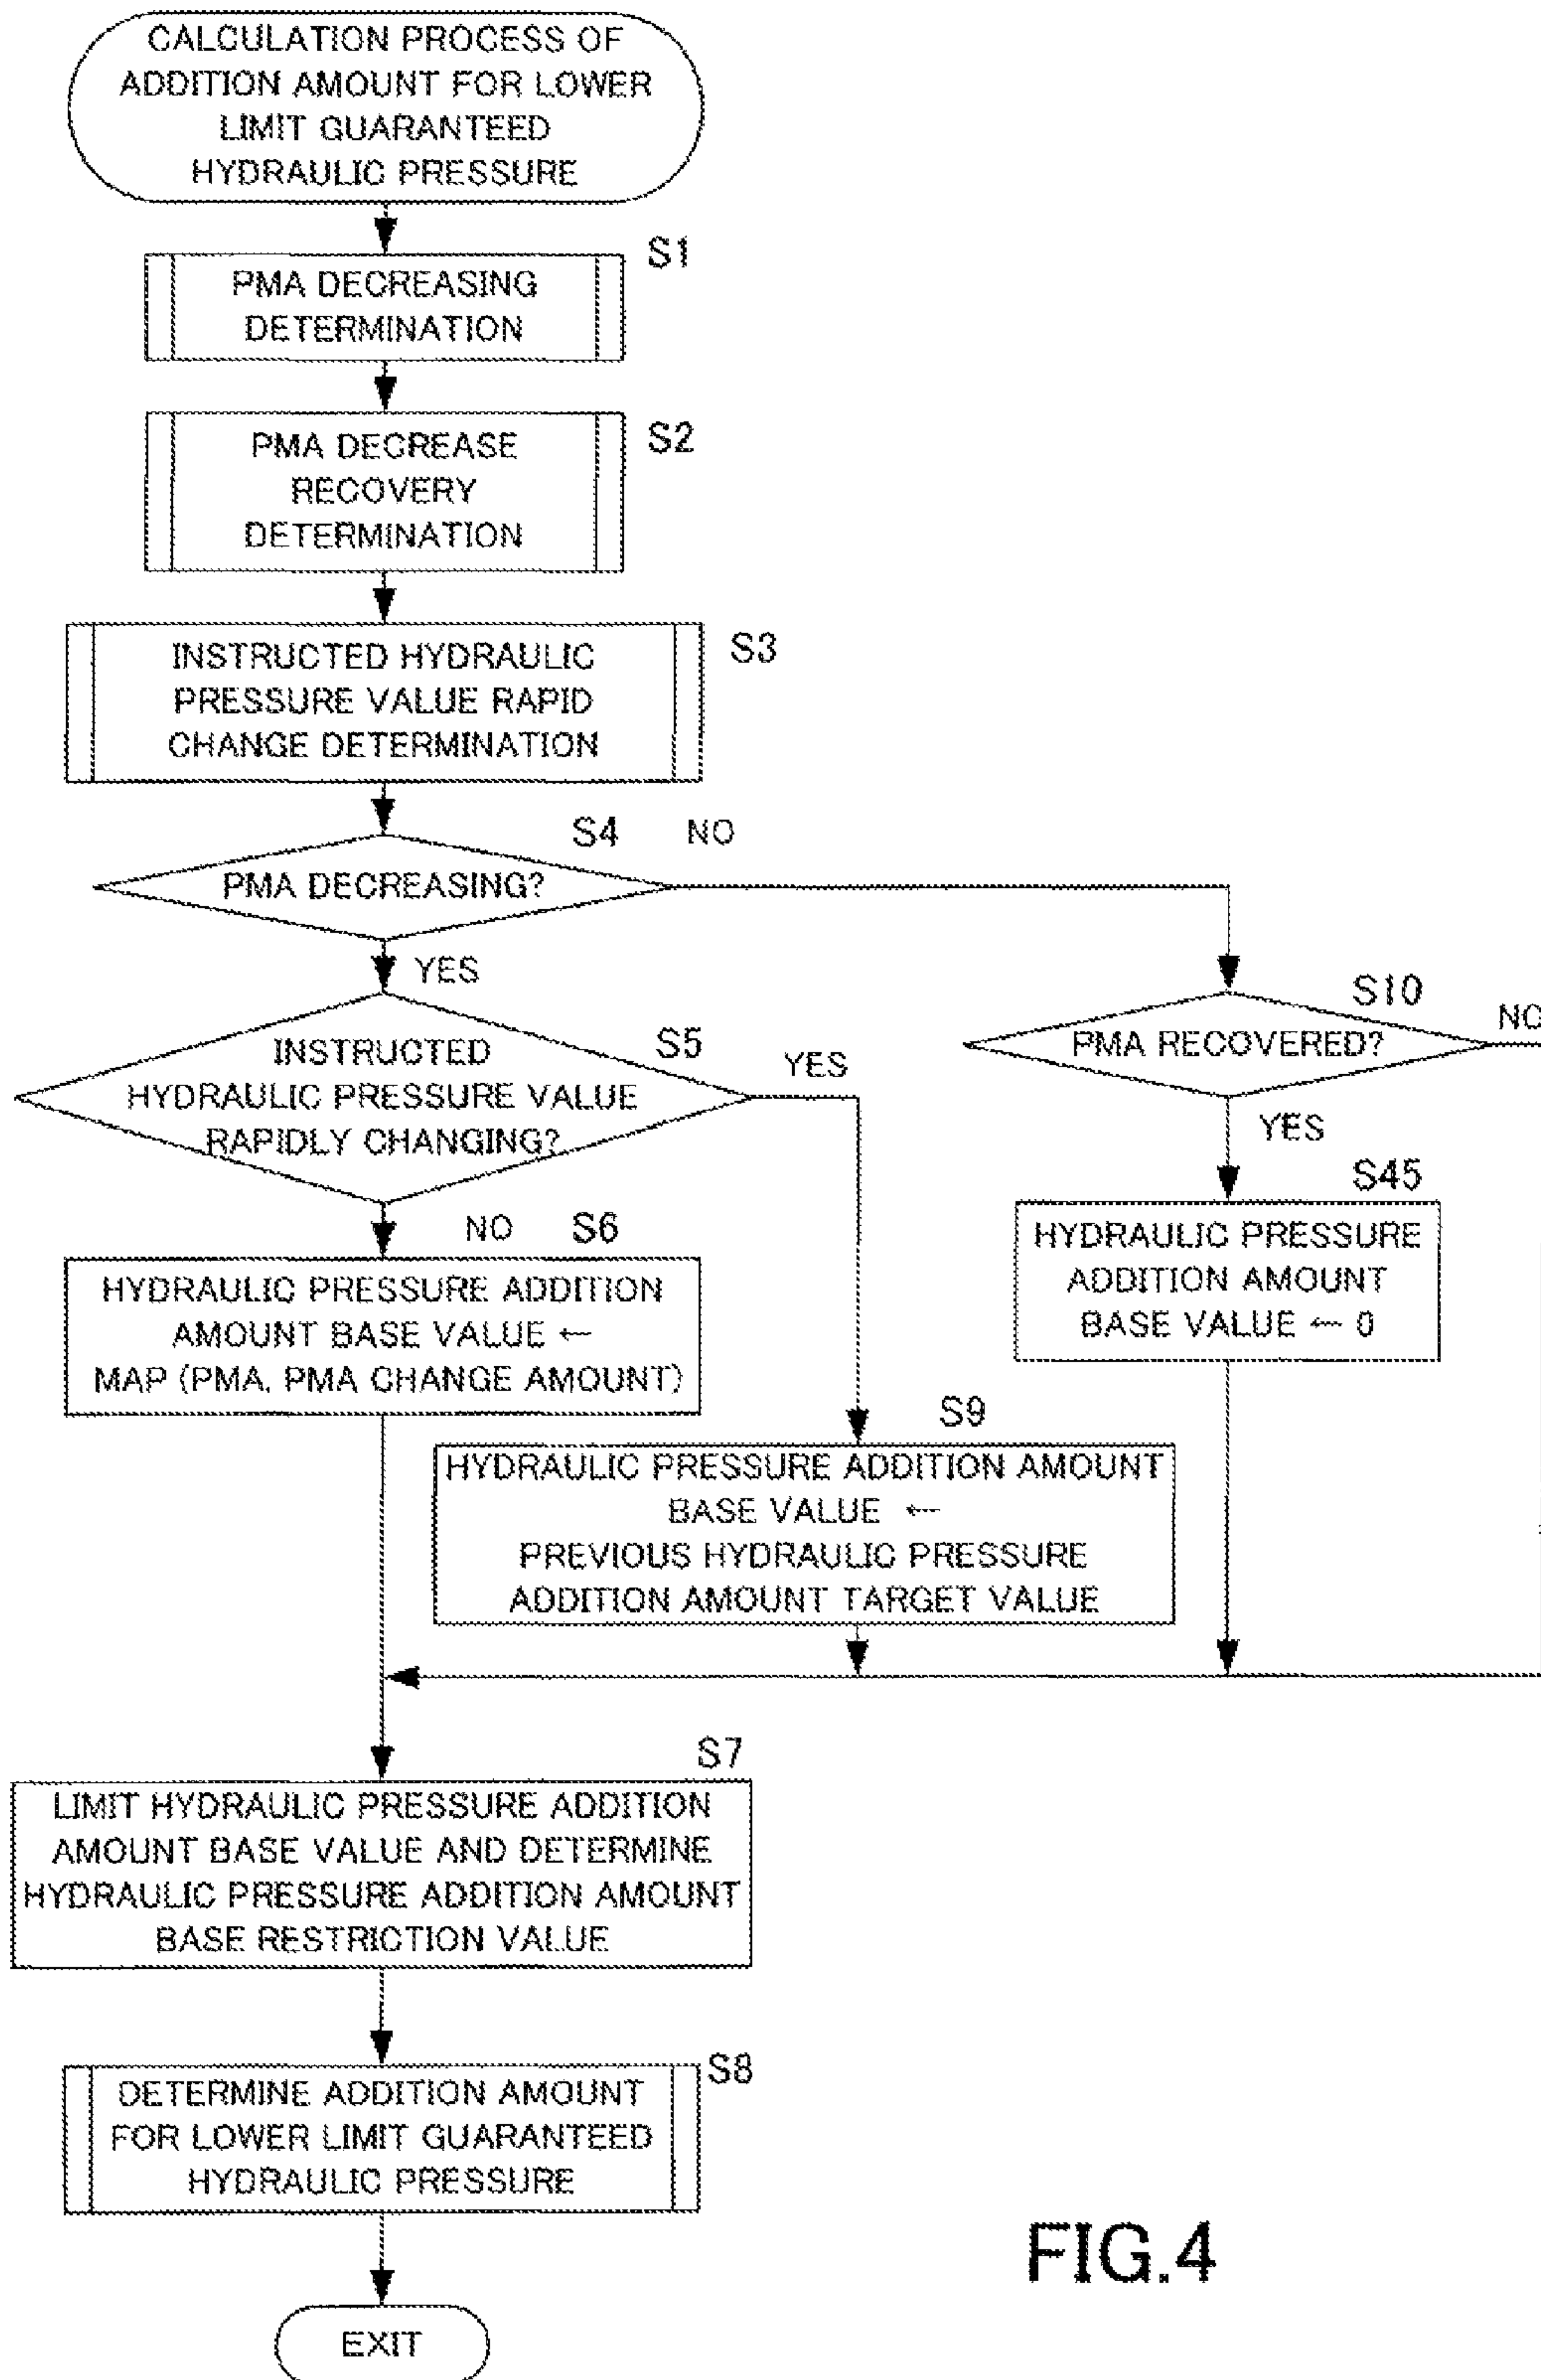 CALCULATION PROCESS OF
ADDITION AMOUNT FOR LOWER
LIMIT GUARANTEED
HYDRAULIC PRESSURE
S1
PMA DECREASING
DETERMINATION
S2
PMA DECREASE
RECOVERY
DETERMINATION
S3
INSTRUCTED HYDRAULIC
PRESSURE VALUE RAPID
CHANGE DETERMINATION
S4 NO
PMA DECREASING?
YES
S10
NO
PMA RECOVERED?
YES
S5
YES
INSTRUCTED
HYDRAULIC PRESSURE VALUE
RAPIDLY CHANGING?
S45
HYDRAULIC PRESSURE
ADDITION AMOUNT
BASE VALUE ← 0
NO S6
HYDRAULIC PRESSURE ADDITION
AMOUNT BASE VALUE ←
MAP (PMA, PMA CHANGE AMOUNT)
S9
HYDRAULIC PRESSURE ADDITION AMOUNT
BASE VALUE ←
PREVIOUS HYDRAULIC PRESSURE
ADDITION AMOUNT TARGET VALUE
S7
LIMIT HYDRAULIC PRESSURE ADDITION
AMOUNT BASE VALUE AND DETERMINE
HYDRAULIC PRESSURE ADDITION AMOUNT
BASE RESTRICTION VALUE
S8
DETERMINE ADDITION AMOUNT
FOR LOWER LIMIT GUARANTEED
HYDRAULIC PRESSURE
EXIT
FIG.4